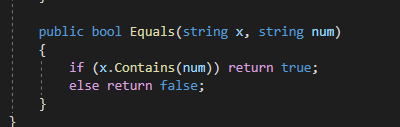 }
public bool Equals(string x, string num)
{
if (x.Contains(num)) return true;
else return false;
}
}